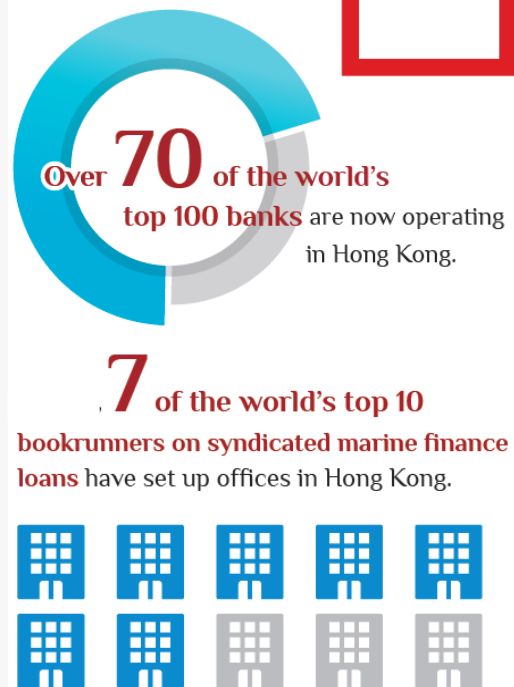 Over 70 of the world's
top 100 banks are now operating
in Hong Kong.
, 7 of the world's top 10
bookrunners on syndicated marine finance
loans have set up offices in Hong Kong.